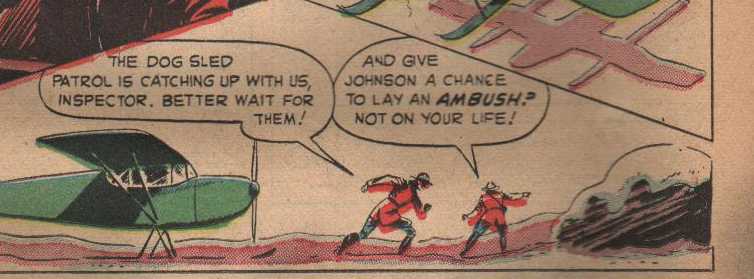 THE DOG SLED
PATROL IS CATCHING UP WITH US,
INSPECTOR. BETTER WAIT FOR
THEM!
AND GIVE
JOHNSON A CHANCE
TO LAY AN AMBUSH?
NOT ON YOUR LIFE!